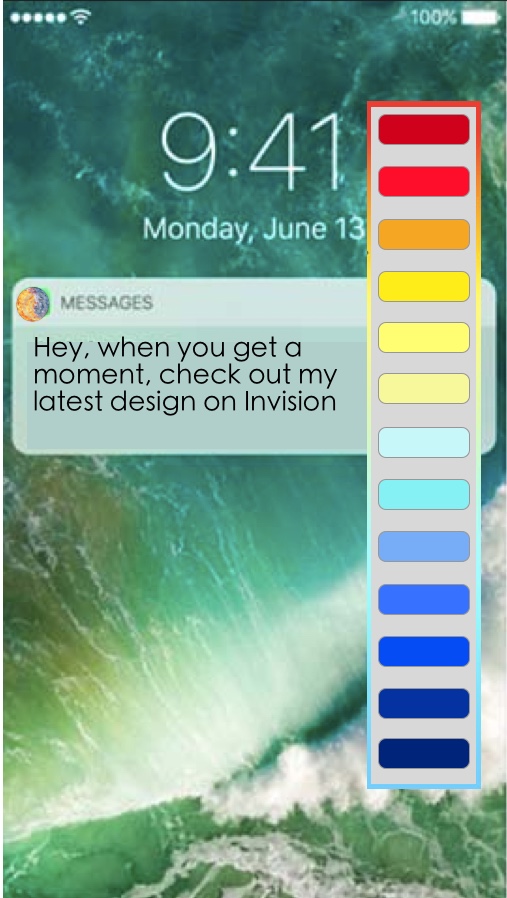 100%
9:41
Monday, June 13
MESSAGES
Hey, when you get a
moment, check out my
latest design on Invision